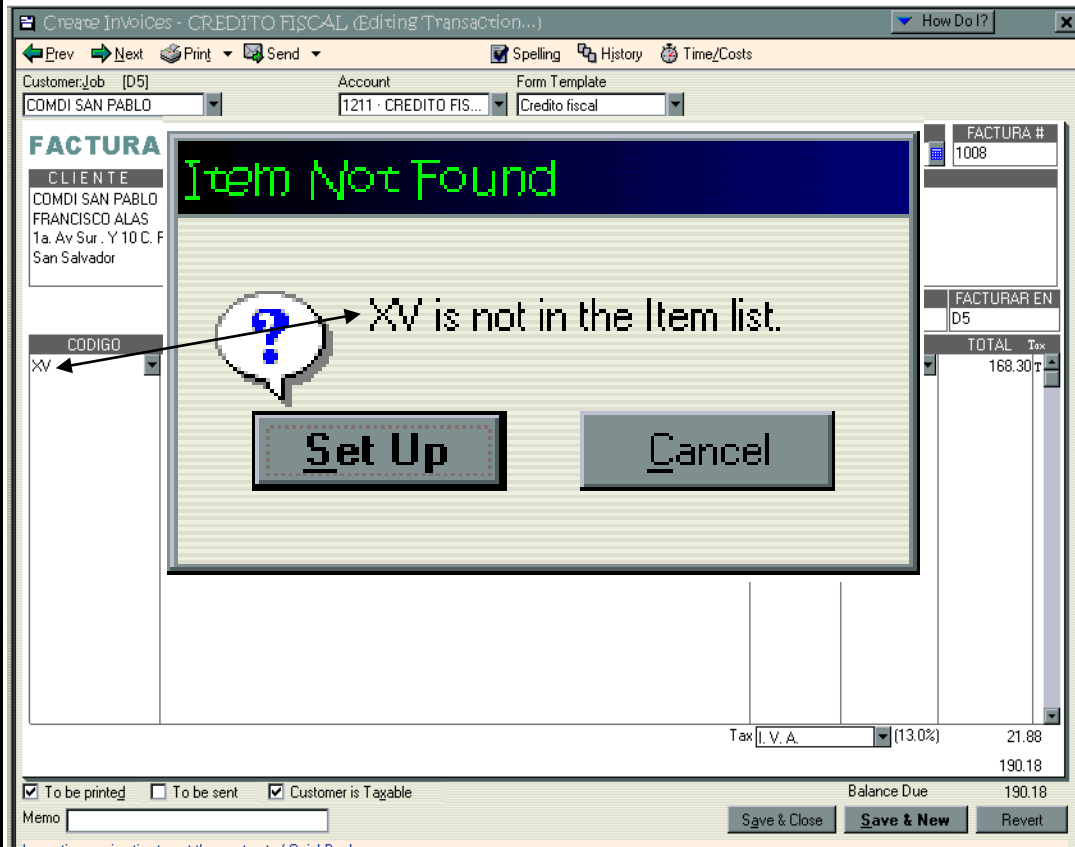 Create Invoices - CREDITO FISCAL (Editing Transaction...)
How Do I?
Prev Next Print Send Spelling History Time/Costs
Customer:Job [D5] Account Form Template
COMDI SAN PABLO 1211 · CREDITO FIS... Credito fiscal
FACTURA
FACTURA #
1008
CLIENTE
COMDI SAN PABLO
FRANCISCO ALAS
1a. Av Sur . Y 10 C. P
San Salvador
Item Not Found
XV is not in the Item list.
Set Up Cancel
FACTURAR EN
D5
CODIGO TOTAL Tax
XV 168.30 T
Tax I. V. A. (13.0%) 21.88
190.18
To be printed To be sent Customer is Taxable Balance Due 190.18
Memo Save & Close Save & New Revert